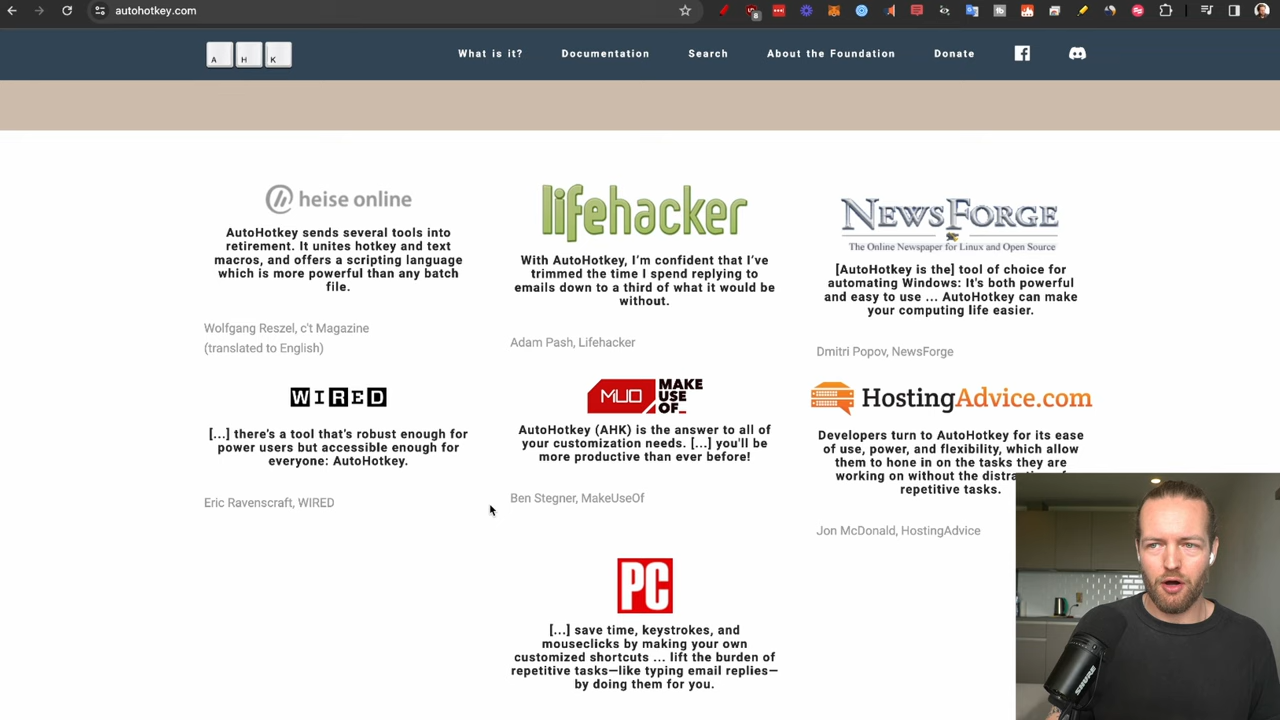 autohotkey.com
8
A H K
What is it?
Documentation
Search
About the Foundation
Donate
heise online
AutoHotkey sends several tools into
retirement. It unites hotkey and text
macros, and offers a scripting language
which is more powerful than any batch
file.
Wolfgang Reszel, c't Magazine
(translated to English)
lifehacker
With AutoHotkey, I'm confident that I've
trimmed the time I spend replying to
emails down to a third of what it would be
without.
Adam Pash, Lifehacker
NEWSFORGE
The Online Newspaper for Linux and Open Source
[AutoHotkey is the] tool of choice for
automating Windows: It's both powerful
and easy to use ... AutoHotkey can make
your computing life easier.
Dmitri Popov, NewsForge
WIRED
[...] there's a tool that's robust enough for
power users but accessible enough for
everyone: AutoHotkey.
Eric Ravenscraft, WIRED
MUO
MAKE
USE
OF_
AutoHotkey (AHK) is the answer to all of
your customization needs. [...] you'll be
more productive than ever before!
Ben Stegner, MakeUseOf
HostingAdvice.com
Developers turn to AutoHotkey for its ease
of use, power, and flexibility, which allow
them to hone in on the tasks they are
working on without the of
repetitive tasks.
Jon McDonald, HostingAdvice
PC
[...] save time, keystrokes, and
mouseclicks by making your own
customized shortcuts ... lift the burden of
repetitive tasks—like typing email replies—
by doing them for you.
SHURE